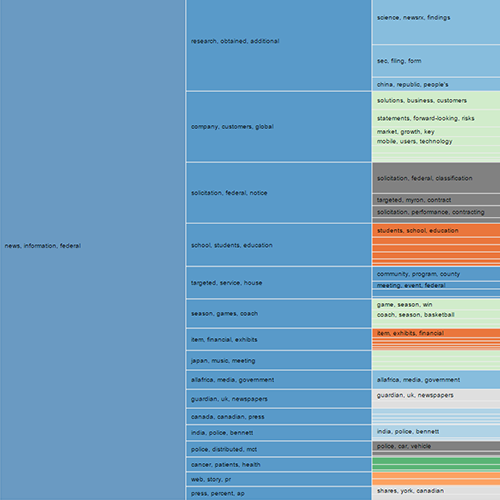 news, information, federal
research, obtained, additional
company, customers, global
solicitation, federal, notice
school, students, education
targeted, service, house
season, games, coach
item, financial, exhibits
japan, music, meeting
allafrica, media, government
guardian, uk, newspapers
canada, canadian, press
india, police, bennett
police, distributed, mct
cancer, patients, health
web, story, pr
press, percent, ap
science, newsrx, findings
sec, filing, form
china, republic, people's
solutions, business, customers
statements, forward-looking, risks
market, growth, key
mobile, users, technology
solicitation, federal, classification
targeted, myron, contract
solicitation, performance, contracting
students, school, education
community, program, county
meeting, event, federal
game, season, win
coach, season, basketball
item, exhibits, financial
allafrica, media, government
guardian, uk, newspapers
india, police, bennett
police, car, vehicle
shares, york, canadian